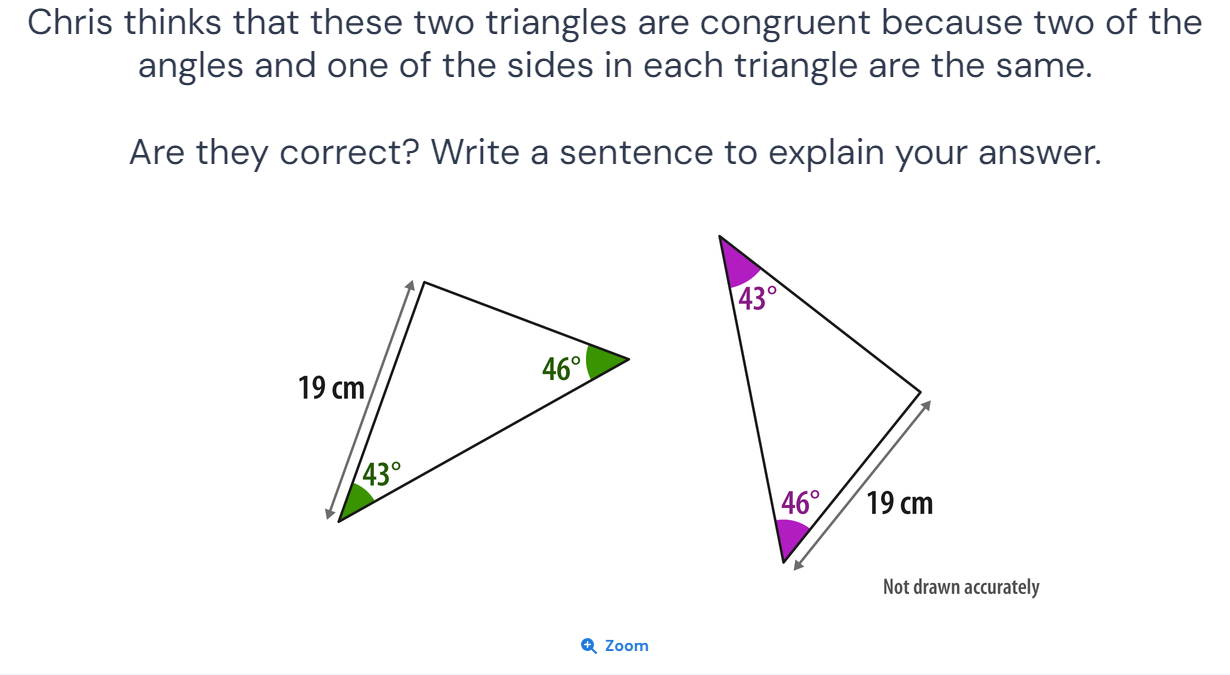 Chris thinks that these two triangles are congruent because two of the
angles and one of the sides in each triangle are the same.
Are they correct? Write a sentence to explain your answer.
43°
46°
19 cm
43°
46°
19 cm
Not drawn accurately
Zoom